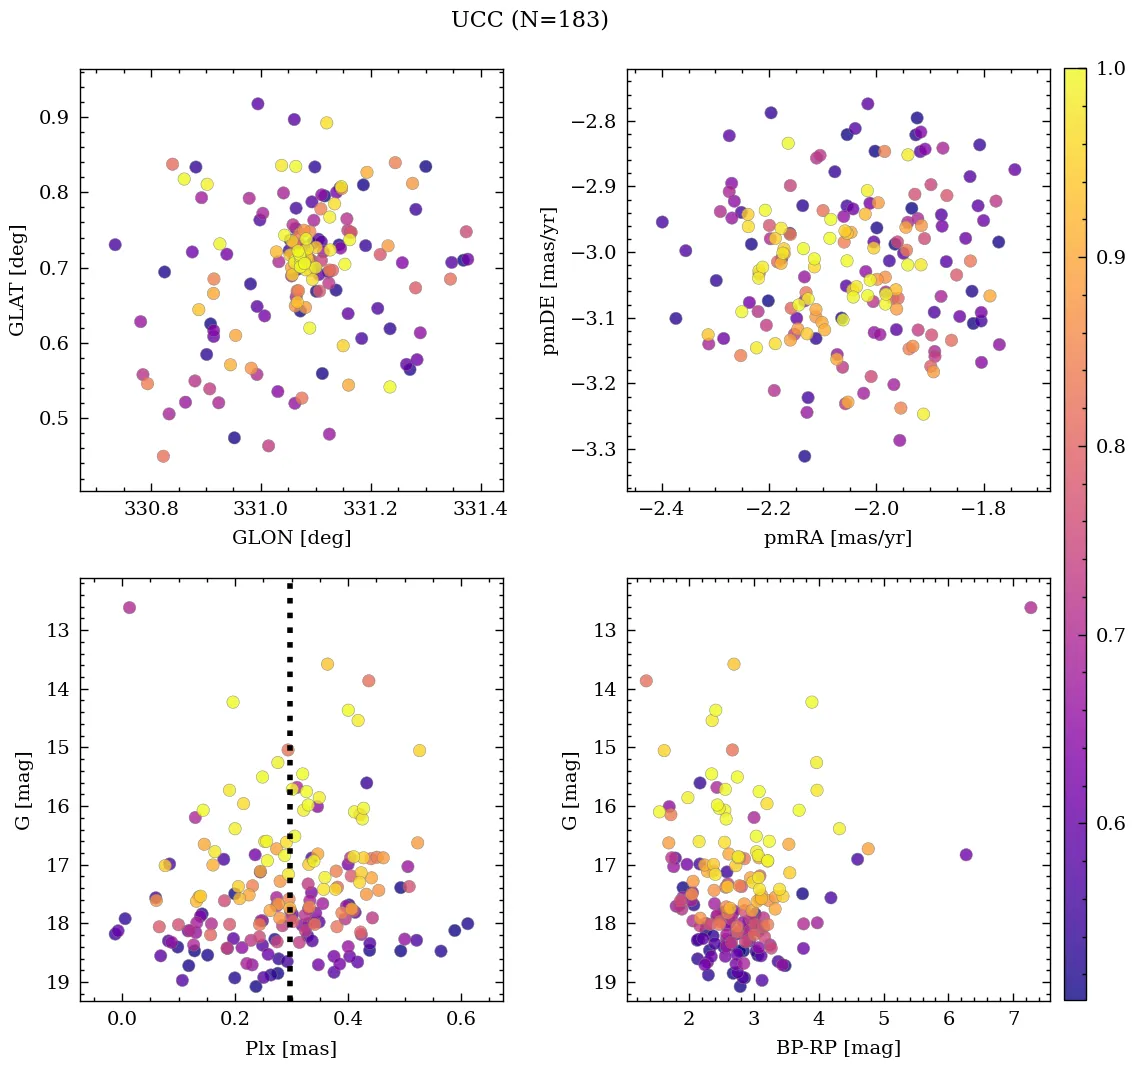 UCC (N=183)
0.9
0.8
0.7
0.6
0.5
GLAT [deg]
330.8 331.0 331.2 331.4
GLON [deg]
−2.8
−2.9
−3.0
−3.1
−3.2
−3.3
pmDE [mas/yr]
−2.4 −2.2 −2.0 −1.8
pmRA [mas/yr]
1.0
0.9
0.8
0.7
0.6
13
14
15
16
17
18
19
G [mag]
0.0 0.2 0.4 0.6
Plx [mas]
13
14
15
16
17
18
19
G [mag]
2 3 4 5 6 7
BP-RP [mag]